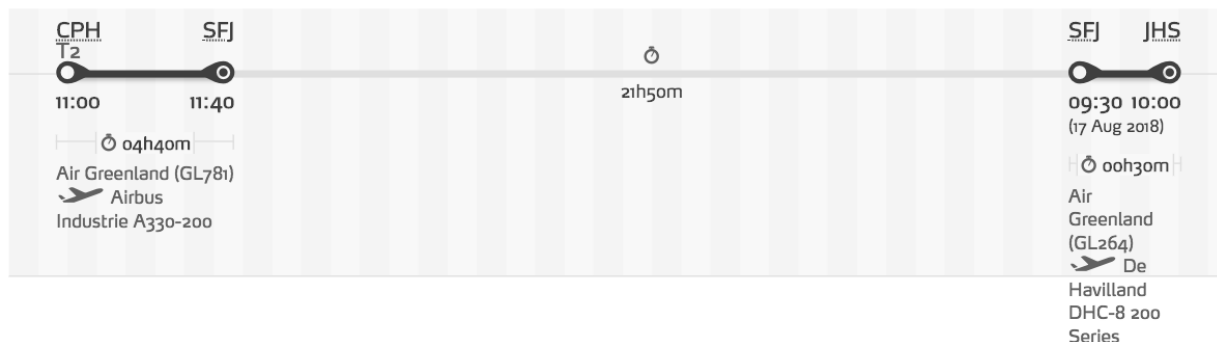 CPH SFJ
T2
11:00 11:40
04h40m
Air Greenland (GL781)
Airbus
Industrie A330-200
21h50m
SFJ JHS
09:30 10:00
(17 Aug 2018)
00h30m
Air
Greenland
(GL264)
De
Havilland
DHC-8 200
Series